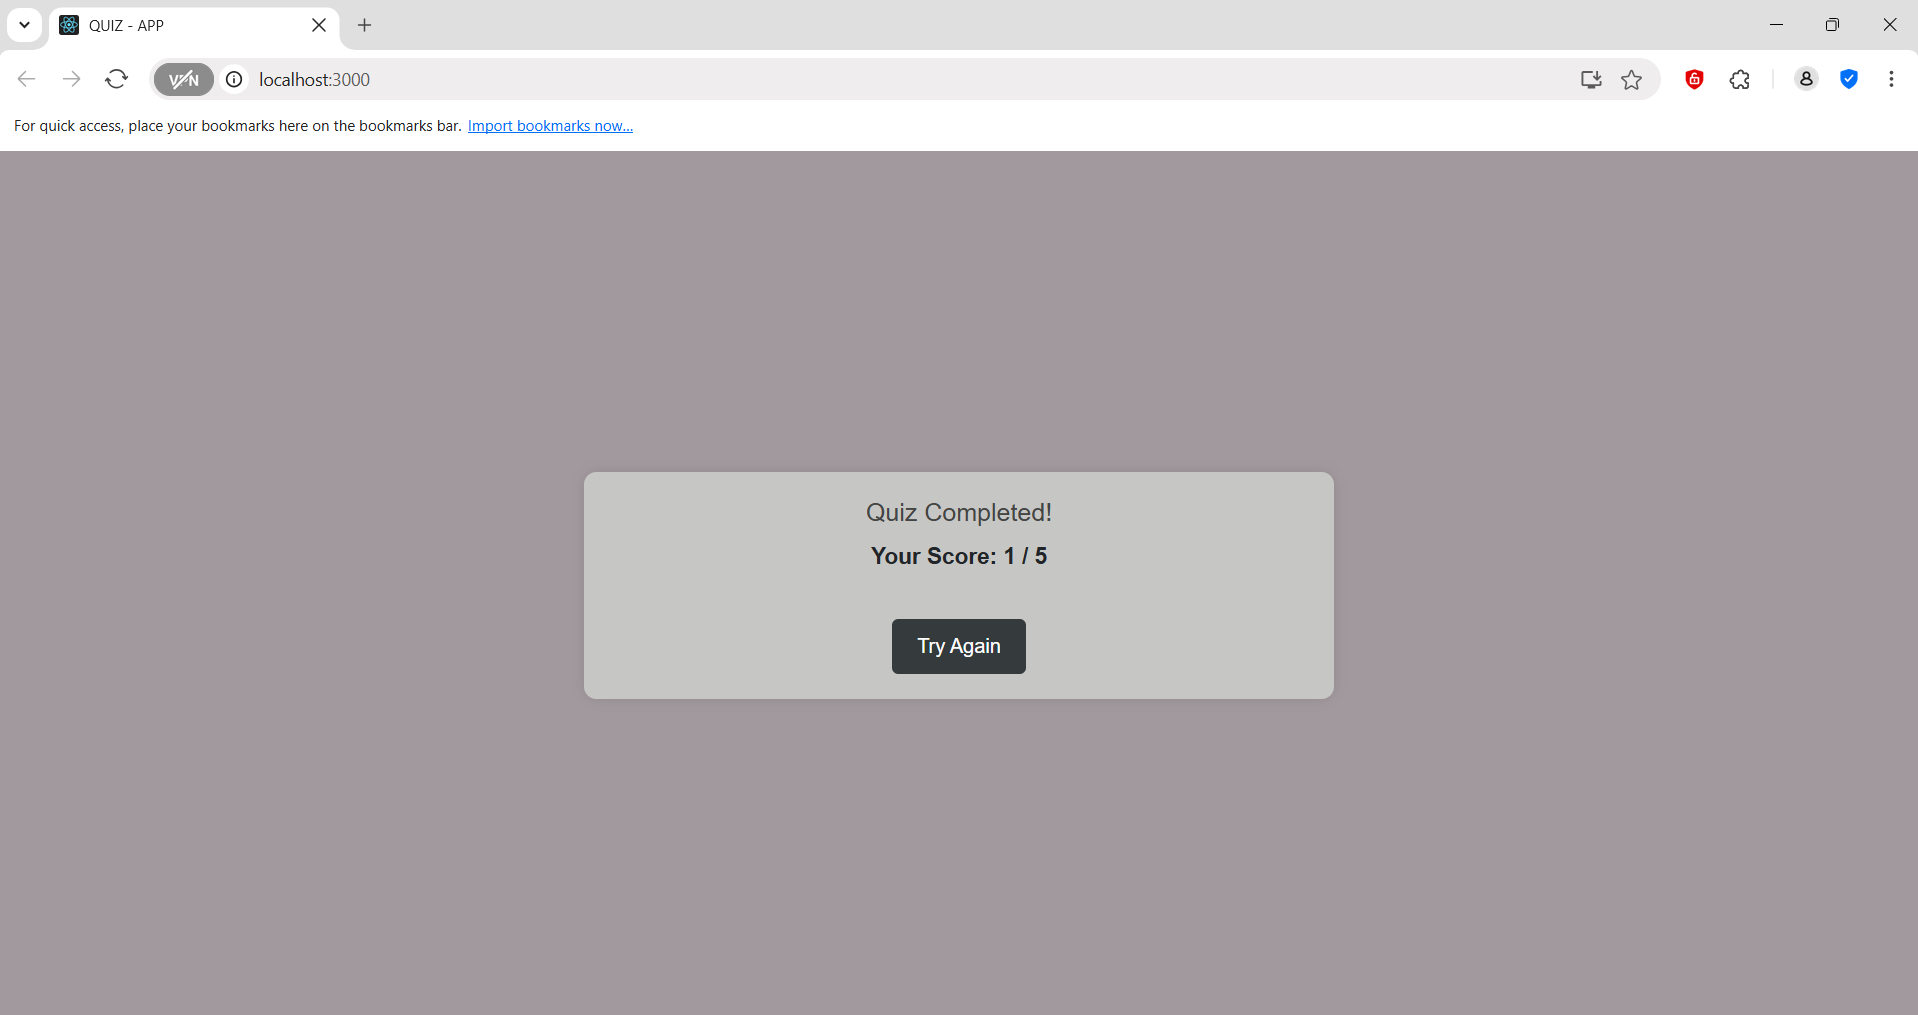 QUIZ - APP
VPN
localhost:3000
For quick access, place your bookmarks here on the bookmarks bar. Import bookmarks now...
Quiz Completed!
Your Score: 1 / 5
Try Again